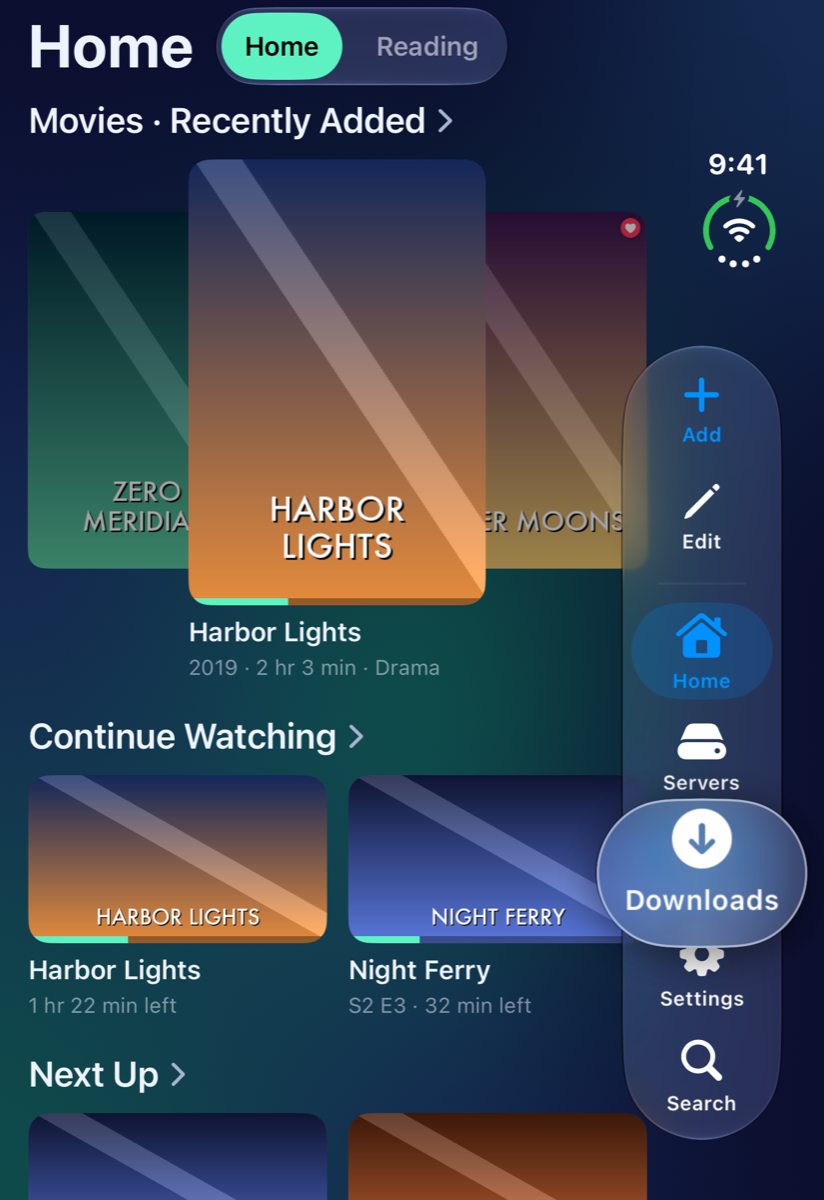 Home
Home
Reading
Movies · Recently Added
9:41
ZERO
MERIDIA
HARBOR
LIGHTS
ER MOONS
Harbor Lights
2019 · 2 hr 3 min · Drama
Continue Watching
HARBOR LIGHTS
NIGHT FERRY
Harbor Lights
1 hr 22 min left
Night Ferry
S2 E3 · 32 min left
Next Up
Add
Edit
Home
Servers
Downloads
Settings
Search